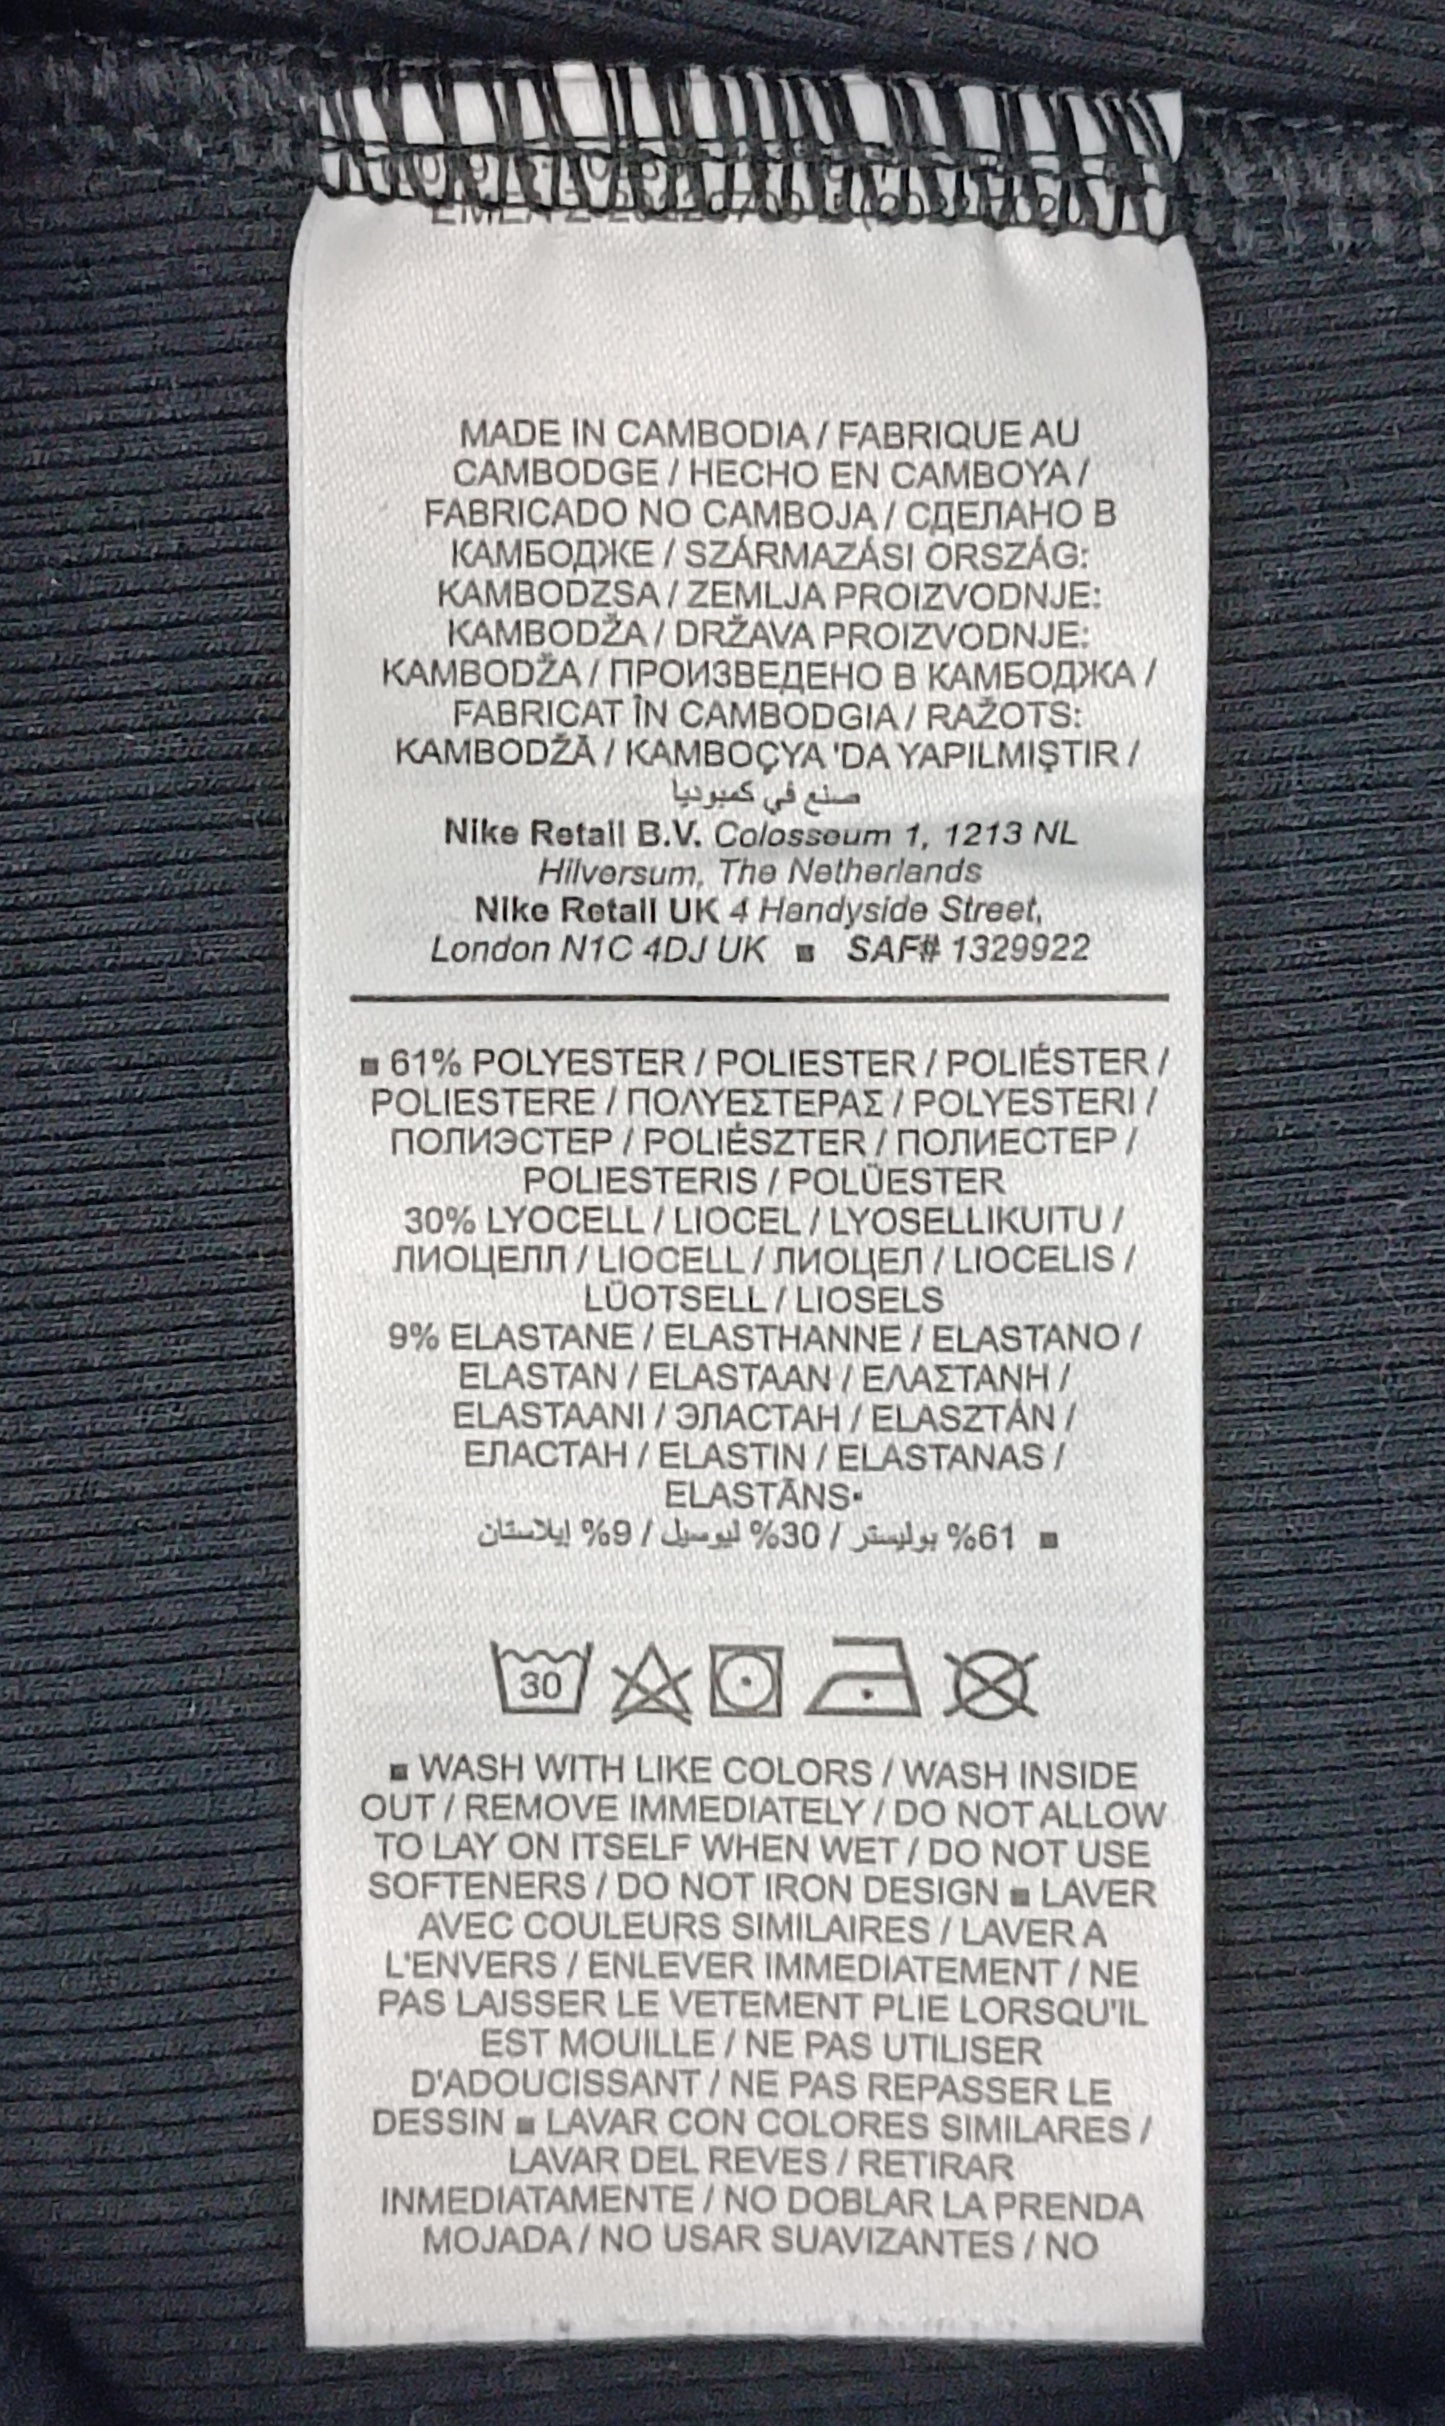 MADE IN CAMBODIA / FABRIQUE AU
CAMBODGE / HECHO EN CAMBOYA /
FABRICADO NO CAMBOJA / СДЕЛАНО В
КАМБОДЖЕ / SZÁRMAZÁSI ORSZÁG:
KAMBODZSA / ZEMLJA PROIZVODNJE:
KAMBODŽA / DRŽAVA PROIZVODNJE:
KAMBODŽA / ПРОИЗВЕДЕНО В КАМБОДЖА /
FABRICAT ÎN CAMBODGIA / RAŽOTS:
KAMBODŽĀ / KAMBOÇYA 'DA YAPILMIŞTIR /
صنع في كمبوديا
Nike Retail B.V. Colosseum 1, 1213 NL
Hilversum, The Netherlands
Nike Retail UK 4 Handyside Street,
London N1C 4DJ UK ■ SAF# 1329922
■ 61% POLYESTER / POLIESTER / POLIÉSTER /
POLIESTERE / ΠΟΛΥΕΣΤΕΡΑΣ / POLYESTERI /
ПОЛИЭСТЕР / POLIÉSZTER / ПОЛИЕСТЕР /
POLIESTERIS / POLÜESTER
30% LYOCELL / LIOCEL / LYOSELLIKUITU /
ЛИОЦЕЛЛ / LIOCELL / ЛИОЦЕЛ / LIOCELIS /
LÜOTSELL / LIOSELS
9% ELASTANE / ELASTHANNE / ELASTANO /
ELASTAN / ELASTAAN / ΕΛΑΣΤΑΝΗ /
ELASTAANI / ЭЛАСТАН / ELASZTÁN /
ЕЛАСТАН / ELASTIN / ELASTANAS /
ELASTĀNS▪
■ 61% بوليستر / 30% ليوسيل / 9% إيلاستان
30
■ WASH WITH LIKE COLORS / WASH INSIDE
OUT / REMOVE IMMEDIATELY / DO NOT ALLOW
TO LAY ON ITSELF WHEN WET / DO NOT USE
SOFTENERS / DO NOT IRON DESIGN ■ LAVER
AVEC COULEURS SIMILAIRES / LAVER A
L'ENVERS / ENLEVER IMMEDIATEMENT / NE
PAS LAISSER LE VETEMENT PLIE LORSQU'IL
EST MOUILLE / NE PAS UTILISER
D'ADOUCISSANT / NE PAS REPASSER LE
DESSIN ■ LAVAR CON COLORES SIMILARES /
LAVAR DEL REVES / RETIRAR
INMEDIATAMENTE / NO DOBLAR LA PRENDA
MOJADA / NO USAR SUAVIZANTES / NO